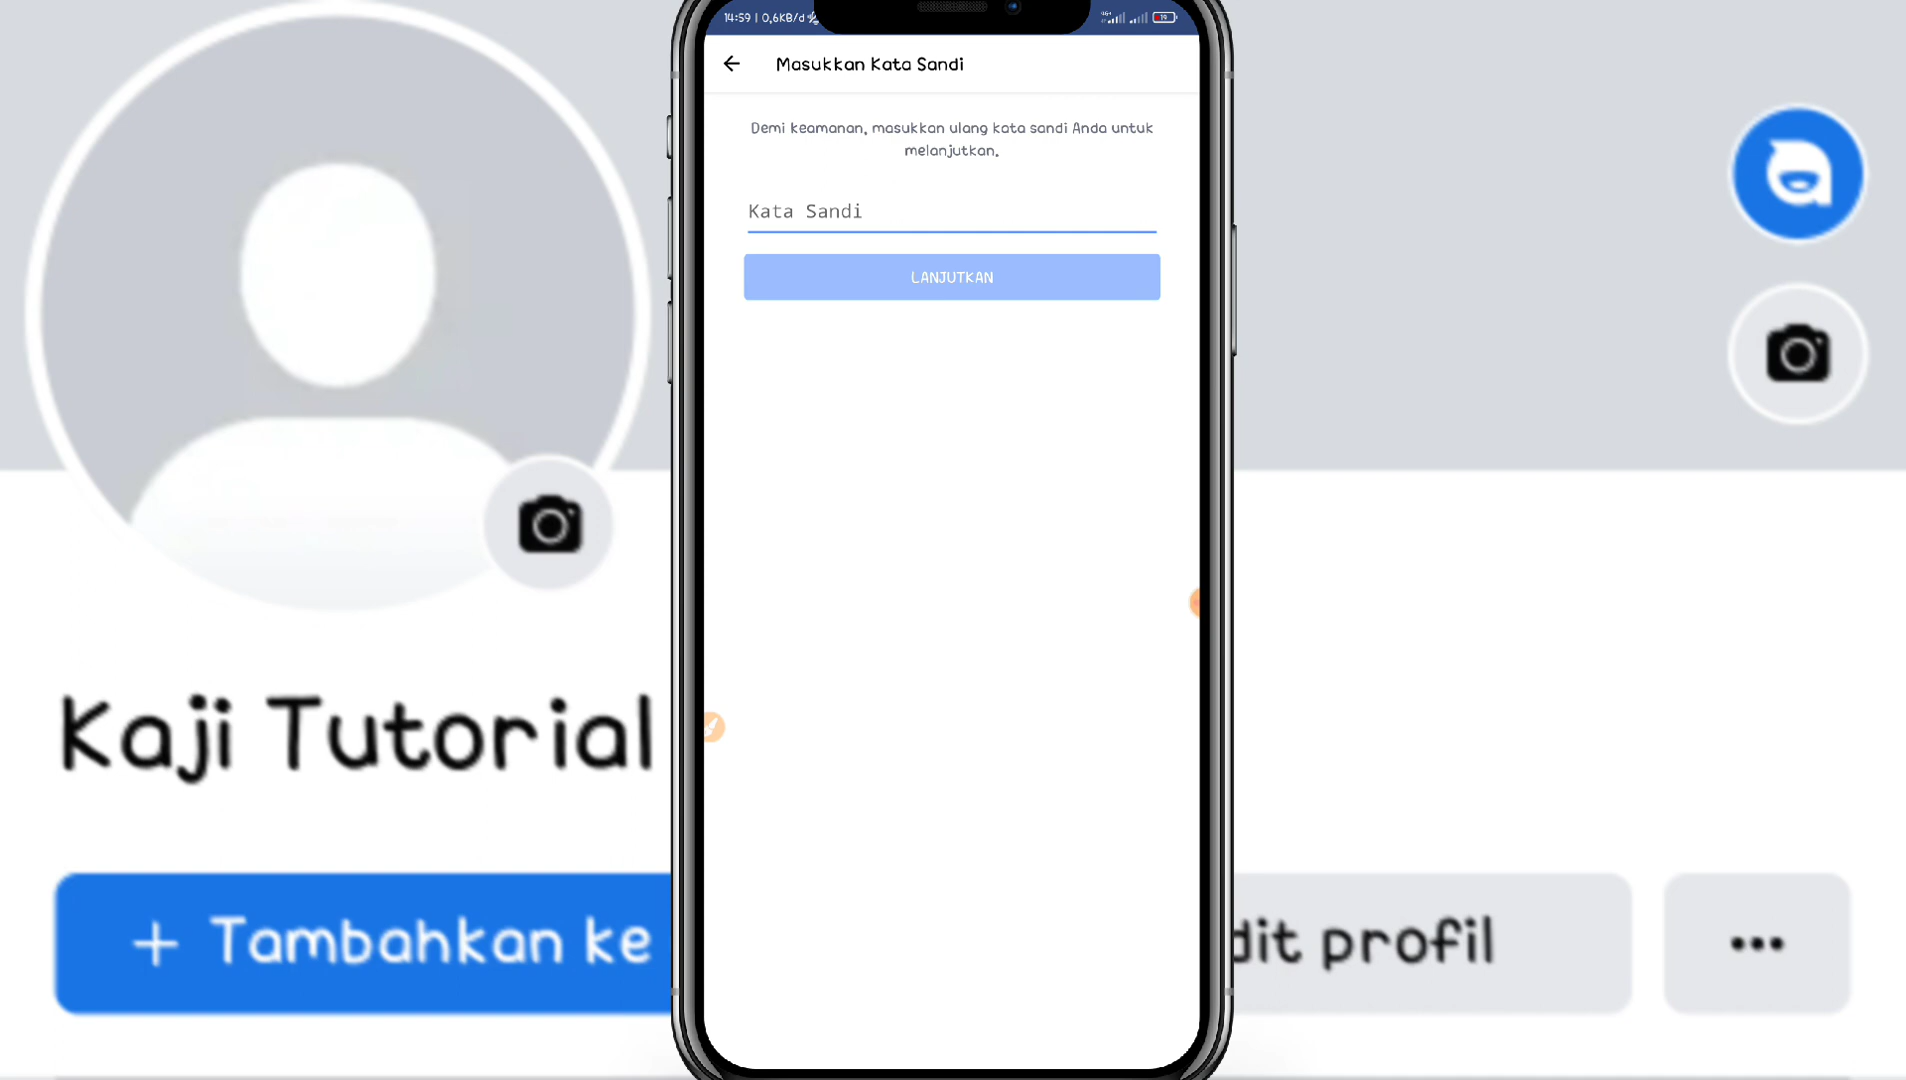 14:59 | 0,6KB/d
19
Masukkan Kata Sandi
Demi keamanan, masukkan ulang kata sandi Anda untuk
melanjutkan.
Kata Sandi
LANJUTKAN
Kaji Tutorial
+ Tambahkan ke
dit profil